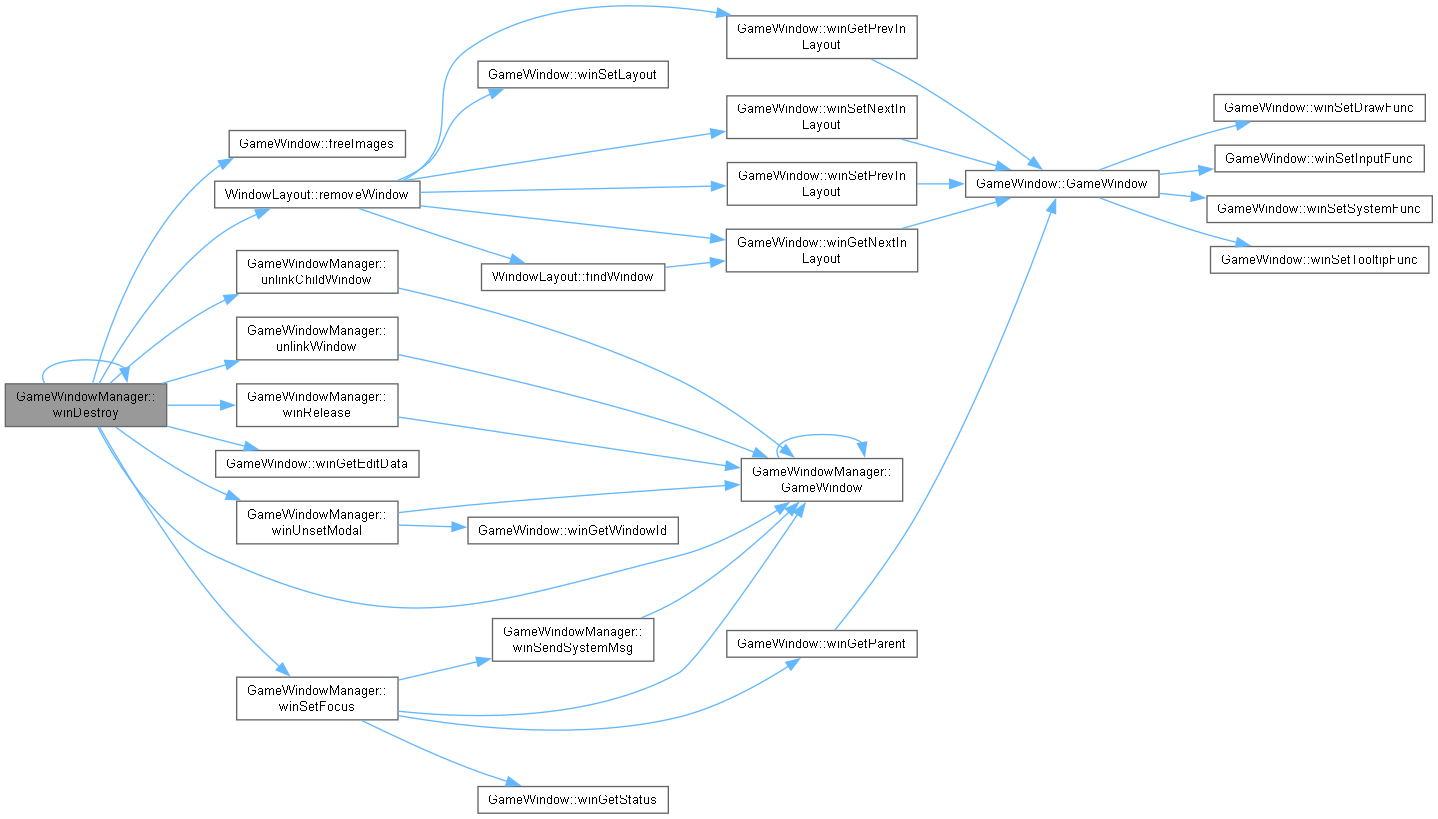 GameWindow::winGetPrevIn
Layout
GameWindow::winSetLayout
GameWindow::winSetNextIn
Layout
GameWindow::winSetDrawFunc
GameWindow::freeImages
GameWindow::winSetInputFunc
WindowLayout::removeWindow
GameWindow::winSetPrevIn
Layout
GameWindow::GameWindow
GameWindow::winSetSystemFunc
GameWindow::winGetNextIn
Layout
GameWindow::winSetTooltipFunc
GameWindowManager::
unlinkChildWindow
WindowLayout::findWindow
GameWindowManager::
unlinkWindow
GameWindowManager::
winDestroy
GameWindowManager::
winRelease
GameWindow::winGetEditData
GameWindowManager::
GameWindow
GameWindowManager::
winUnsetModal
GameWindow::winGetWindowId
GameWindowManager::
winSendSystemMsg
GameWindow::winGetParent
GameWindowManager::
winSetFocus
GameWindow::winGetStatus